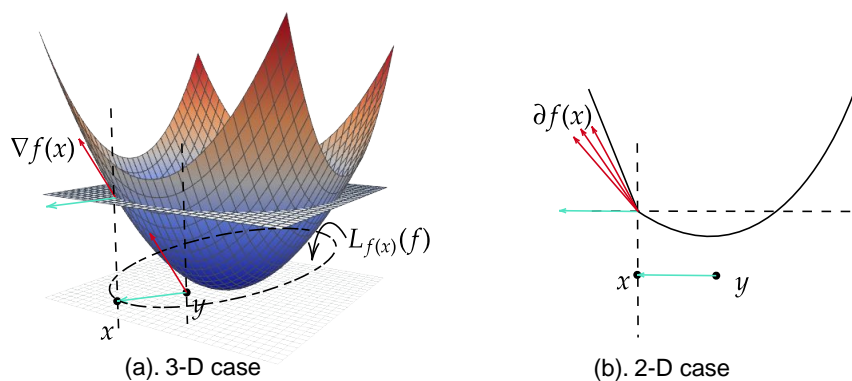 ∇f(x)
L_{f(x)}(f)
x
y
(a). 3-D case
∂f(x)
x
y
(b). 2-D case